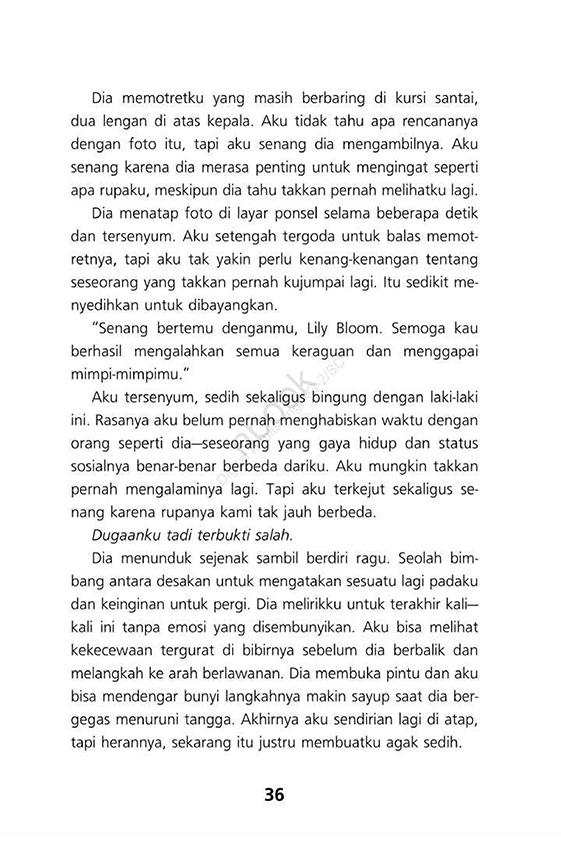 Dia memotretku yang masih berbaring di kursi santai,
dua lengan di atas kepala. Aku tidak tahu apa rencananya
dengan foto itu, tapi aku senang dia mengambilnya. Aku
senang karena dia merasa penting untuk mengingat seperti
apa rupaku, meskipun dia tahu takkan pernah melihatku lagi.
Dia menatap foto di layar ponsel selama beberapa detik
dan tersenyum. Aku setengah tergoda untuk balas memot-
retnya, tapi aku tak yakin perlu kenang-kenangan tentang
seseorang yang takkan pernah kujumpai lagi. Itu sedikit me-
nyedihkan untuk dibayangkan.
“Senang bertemu denganmu, Lily Bloom. Semoga kau
berhasil mengalahkan semua keraguan dan menggapai
mimpi-mimpimu.”
Aku tersenyum, sedih sekaligus bingung dengan laki-laki
ini. Rasanya aku belum pernah menghabiskan waktu dengan
orang seperti dia—seseorang yang gaya hidup dan status
sosialnya benar-benar berbeda dariku. Aku mungkin takkan
pernah mengalaminya lagi. Tapi aku terkejut sekaligus se-
nang karena rupanya kami tak jauh berbeda.
Dugaanku tadi terbukti salah.
Dia menunduk sejenak sambil berdiri ragu. Seolah bim-
bang antara desakan untuk mengatakan sesuatu lagi padaku
dan keinginan untuk pergi. Dia melirikku untuk terakhir kali—
kali ini tanpa emosi yang disembunyikan. Aku bisa melihat
kekecewaan tergurat di bibirnya sebelum dia berbalik dan
melangkah ke arah berlawanan. Dia membuka pintu dan aku
bisa mendengar bunyi langkahnya makin sayup saat dia ber-
gegas menuruni tangga. Akhirnya aku sendirian lagi di atap,
tapi herannya, sekarang itu justru membuatku agak sedih.
36